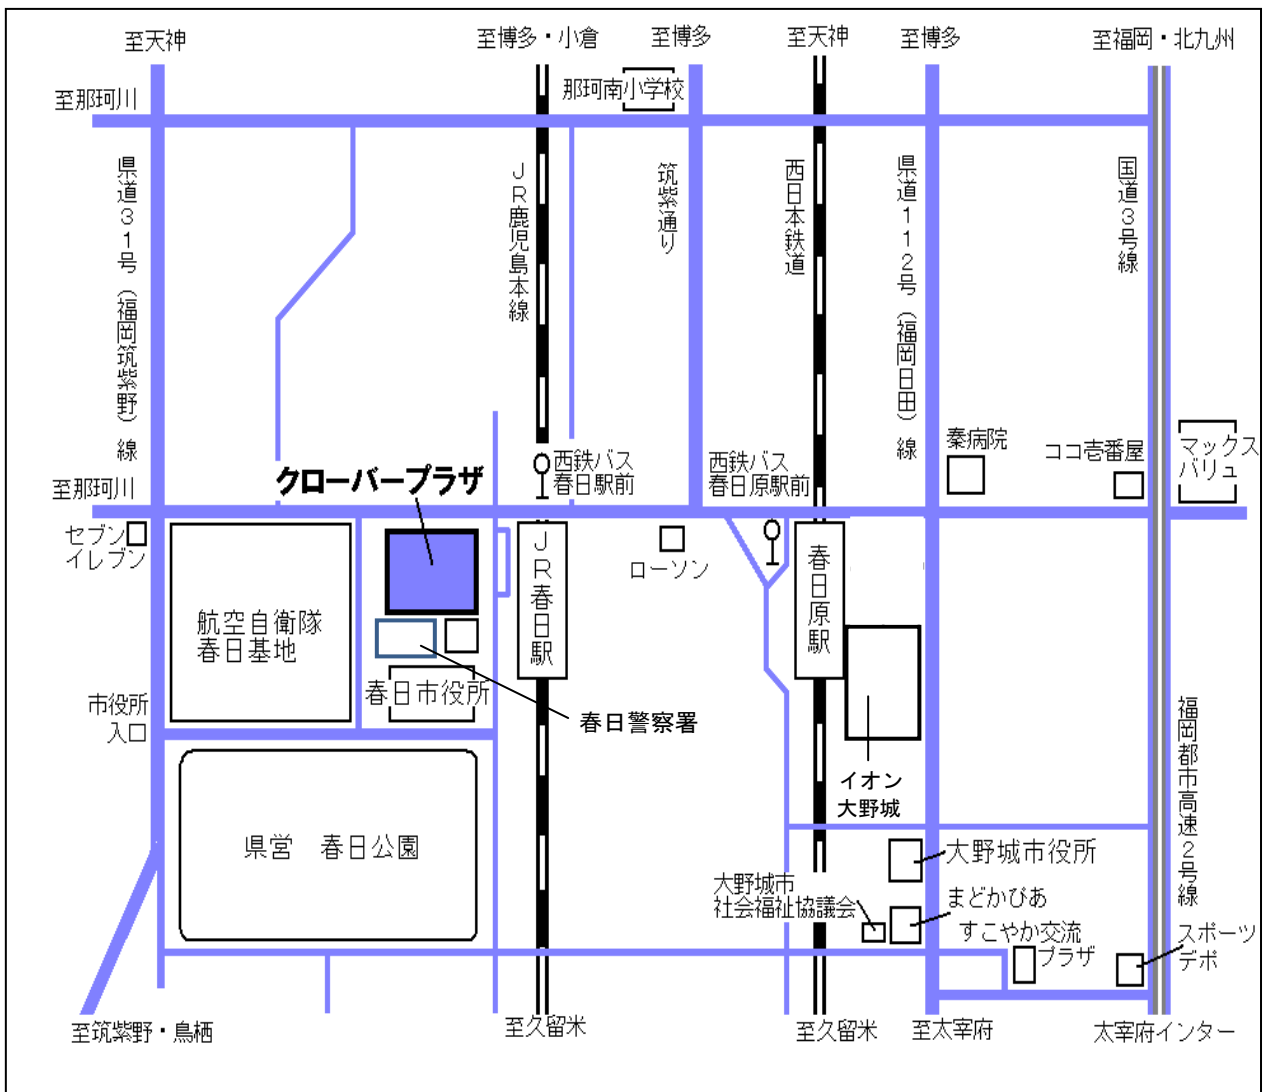 至天神
至博多・小倉
至博多
至天神
至博多
至福岡・北九州
那珂南小学校
至那珂川
県道31号（福岡筑紫野）線
JR鹿児島本線
筑紫通り
西日本鉄道
県道112号（福岡日田）線
国道3号線
秦病院
ココ壱番屋
マックス
バリュ
西鉄バス
春日駅前
西鉄バス
春日原駅前
クローバープラザ
至那珂川
セブン
イレブン
JR春日駅
ローソン
春日原駅
航空自衛隊
春日基地
春日市役所
春日警察署
市役所
入口
イオン
大野城
福岡都市高速2号線
県営　春日公園
大野城市役所
大野城市
社会福祉協議会
まどかぴあ
すこやか交流
プラザ
スポーツ
デポ
至筑紫野・鳥栖
至久留米
至久留米
至太宰府
太宰府インター